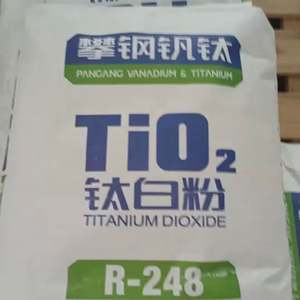 攀钢钒钛
PANGANG VANADIUM & TITANIUM
TiO₂
钛白粉
TITANIUM DIOXIDE
R-248